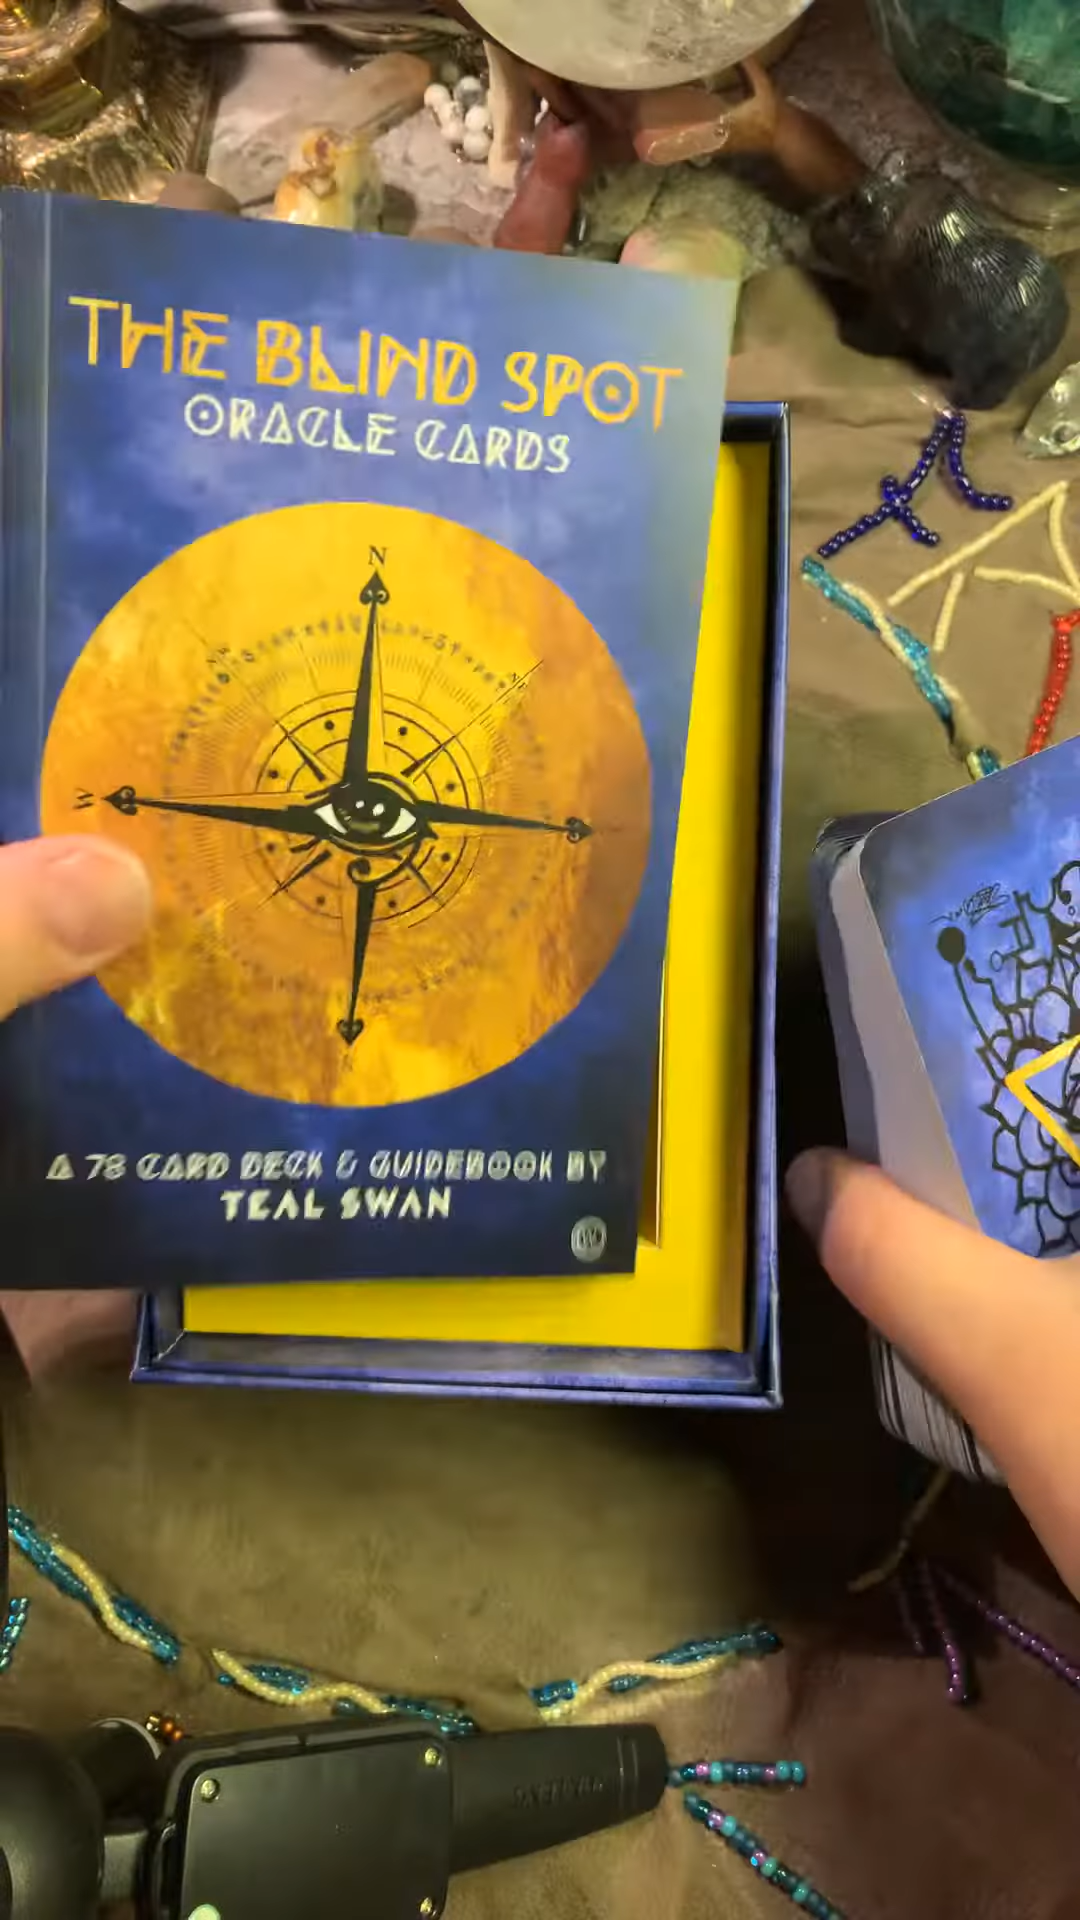 THE BLIND SPOT
ORACLE CARDS
N
W
A 78 CARD DECK & GUIDEBOOK BY
TEAL SWAN